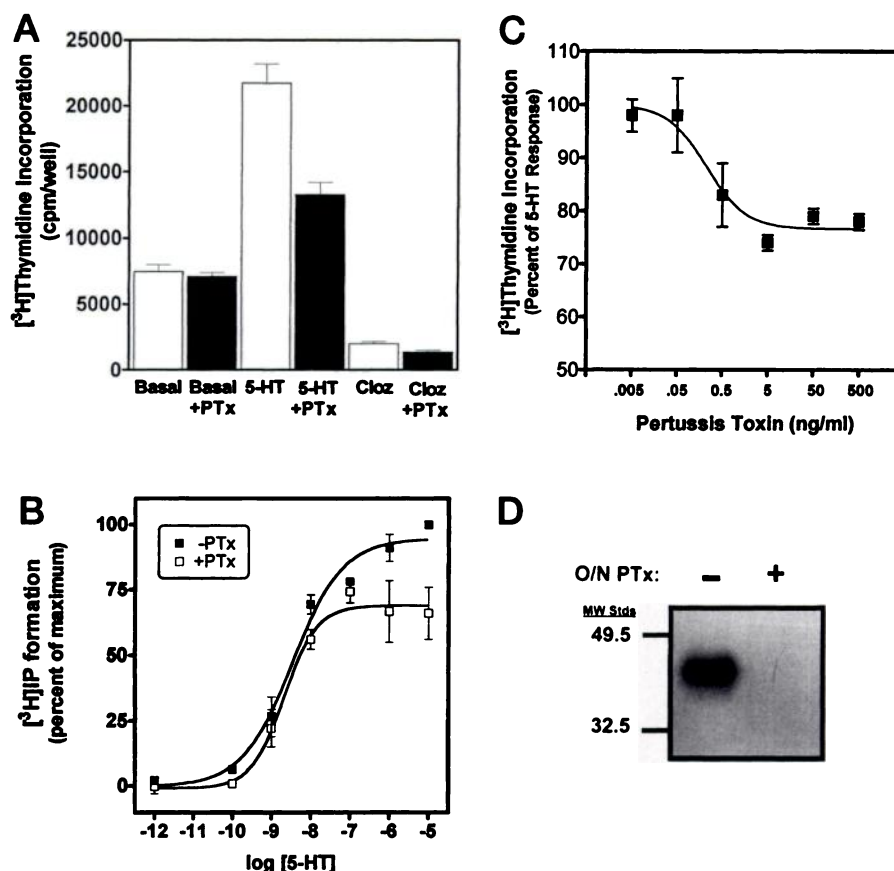 A
[³H]Thymidine Incorporation
(cpm/well)
25000
20000
15000
10000
5000
0
Basal
Basal
+PTx
5-HT
5-HT
+PTx
Cloz
Cloz
+PTx
C
[³H]Thymidine Incorporation
(Percent of 5-HT Response)
110
100
90
80
70
60
50
.005
.05
0.5
5
50
500
Pertussis Toxin (ng/ml)
B
[³H]IP formation
(percent of maximum)
100
75
50
25
0
-PTx
+PTx
-12 -11 -10 -9 -8 -7 -6 -5
log [5-HT]
D
O/N PTx: – +
MW Stds
49.5
32.5